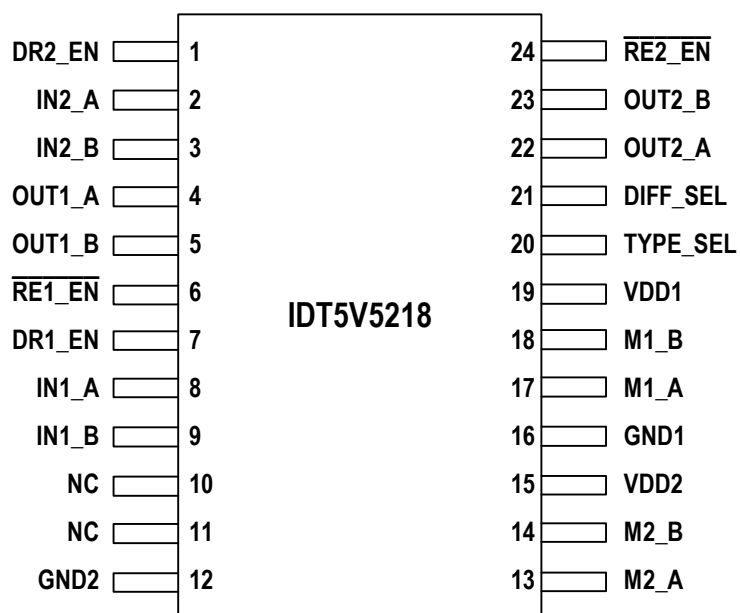 DR2_EN 1 24 RE2_EN
IN2_A 2 23 OUT2_B
IN2_B 3 22 OUT2_A
OUT1_A 4 21 DIFF_SEL
OUT1_B 5 20 TYPE_SEL
RE1_EN 6 19 VDD1
IDT5V5218
DR1_EN 7 18 M1_B
IN1_A 8 17 M1_A
IN1_B 9 16 GND1
NC 10 15 VDD2
NC 11 14 M2_B
GND2 12 13 M2_A